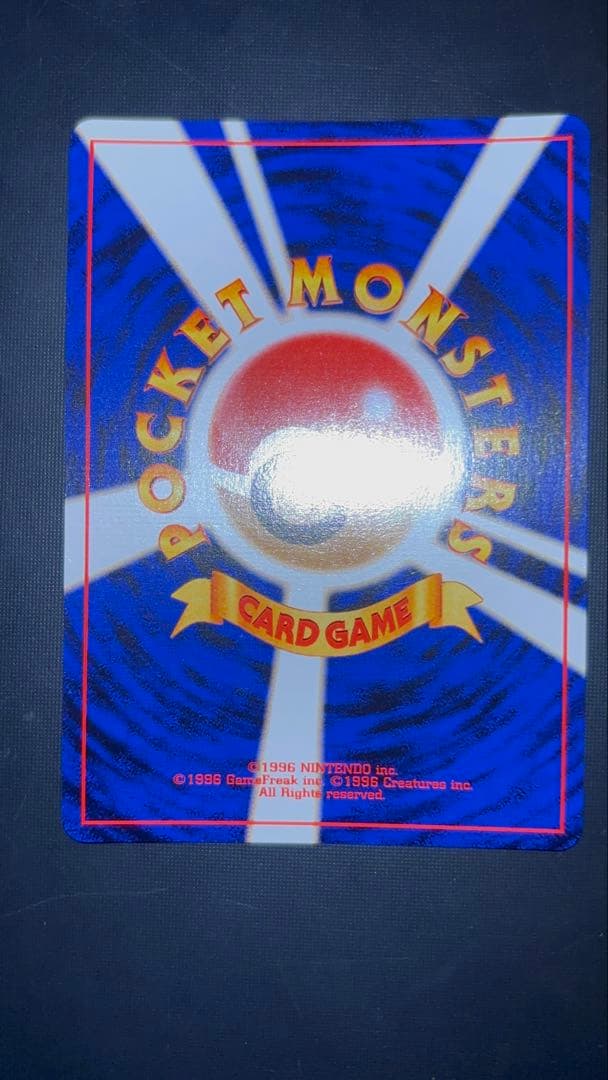 POCKET MONSTERS
CARD GAME
©1996 NINTENDO inc.
©1996 GameFreak inc. ©1996 Creatures inc.
All Rights reserved.